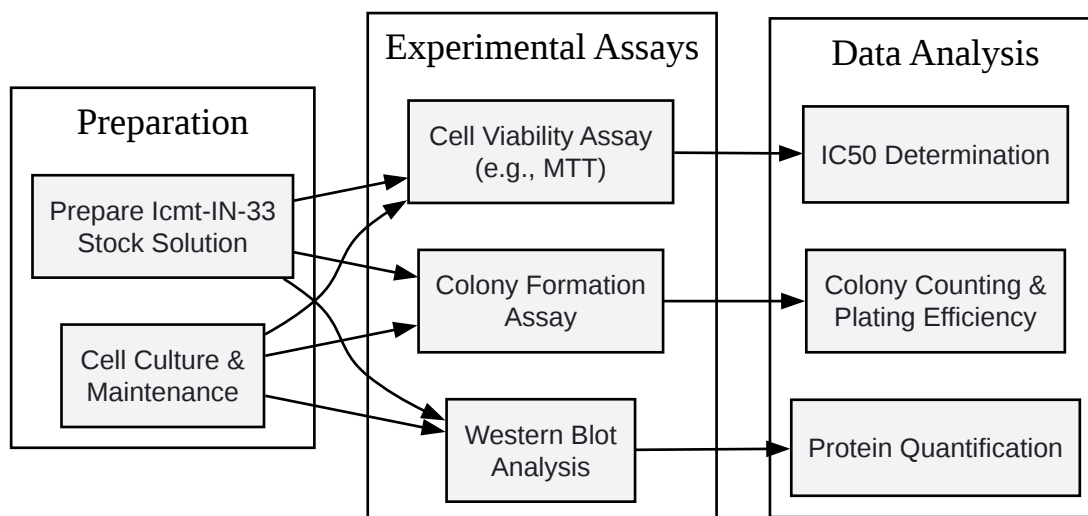 Preparation
Prepare Icmt-IN-33
Stock Solution
Cell Culture &
Maintenance
Experimental Assays
Cell Viability Assay
(e.g., MTT)
Colony Formation
Assay
Western Blot
Analysis
Data Analysis
IC50 Determination
Colony Counting &
Plating Efficiency
Protein Quantification